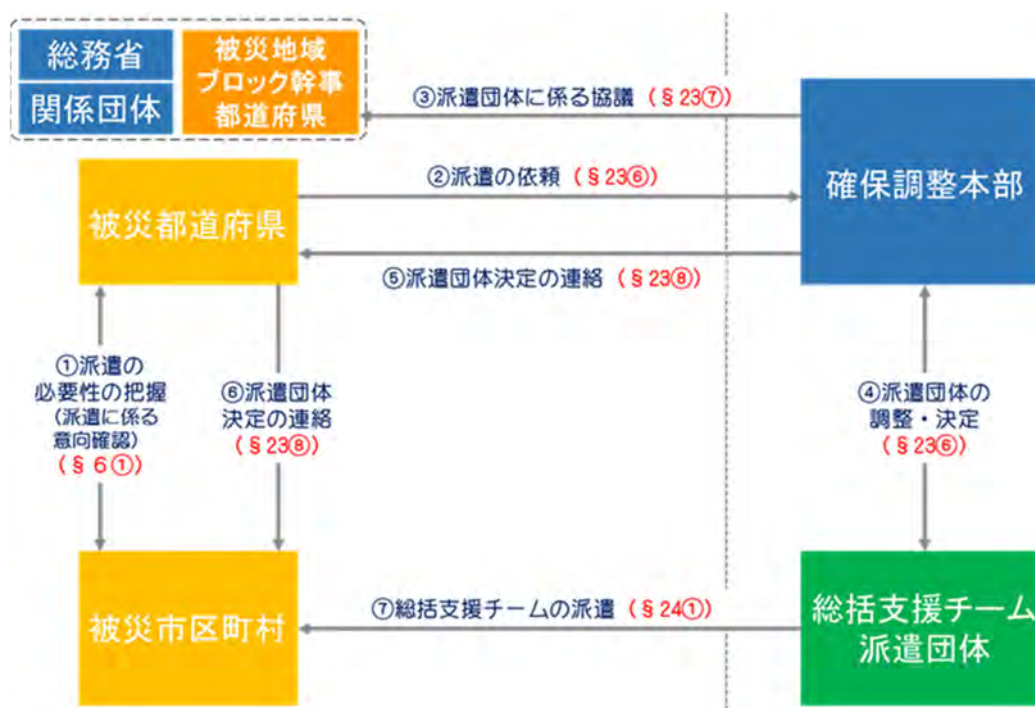 総務省
関係団体
被災地域
ブロック幹事
都道府県
③派遣団体に係る協議（§23⑦）
確保調整本部
②派遣の依頼（§23⑥）
被災都道府県
⑤派遣団体決定の連絡（§23⑧）
①派遣の
必要性の把握
(派遣に係る
意向確認)
（§6①）
⑥派遣団体
決定の連絡
（§23⑧）
④派遣団体の
調整・決定
（§23⑥）
被災市区町村
⑦総括支援チームの派遣（§24①）
総括支援チーム
派遣団体